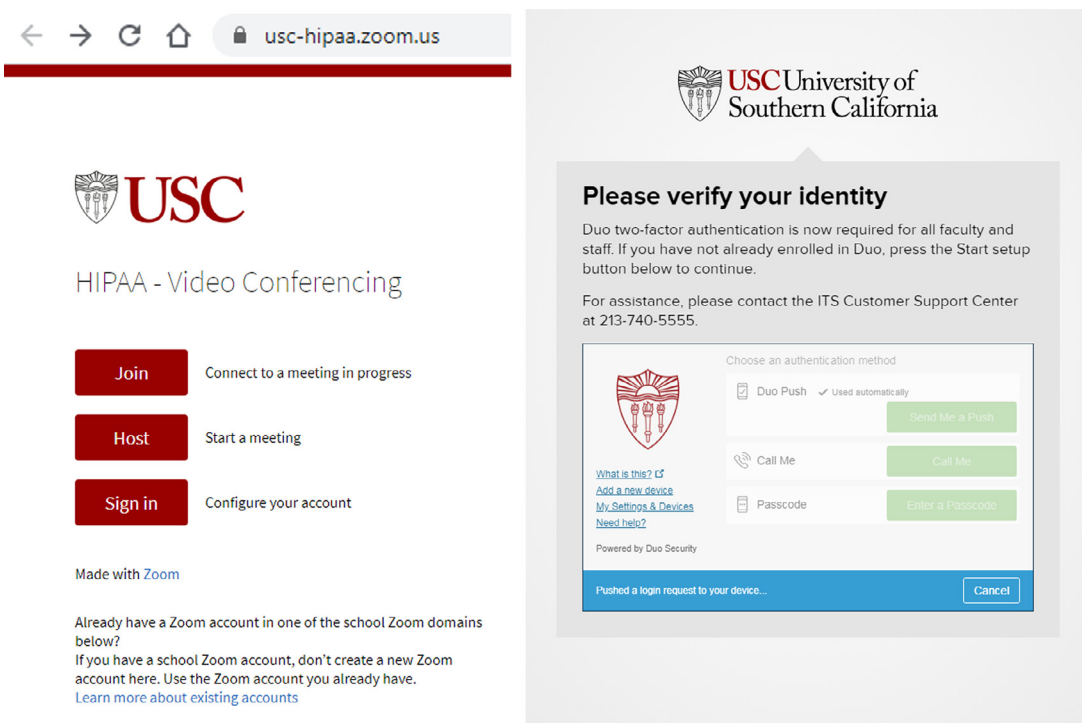 usc-hipaa.zoom.us
USC
HIPAA - Video Conferencing
Join Connect to a meeting in progress
Host Start a meeting
Sign in Configure your account
Made with Zoom
Already have a Zoom account in one of the school Zoom domains
below?
If you have a school Zoom account, don't create a new Zoom
account here. Use the Zoom account you already have.
Learn more about existing accounts
USC University of
Southern California
Please verify your identity
Duo two-factor authentication is now required for all faculty and
staff. If you have not already enrolled in Duo, press the Start setup
button below to continue.
For assistance, please contact the ITS Customer Support Center
at 213-740-5555.
Choose an authentication method
Duo Push ✓ Used automatically
Send Me a Push
Call Me Call Me
Passcode Enter a Passcode
What is this?
Add a new device
My Settings & Devices
Need help?
Powered by Duo Security
Pushed a login request to your device... Cancel